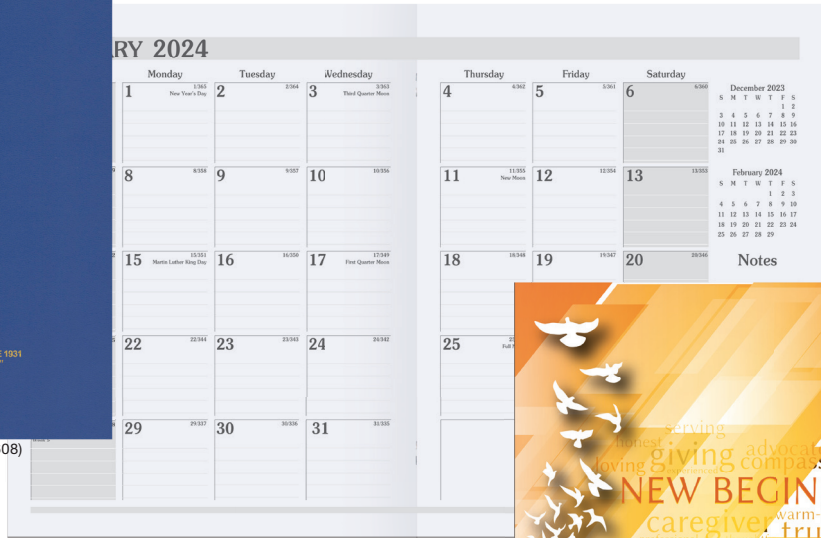 RY 2024
Monday Tuesday Wednesday Thursday Friday Saturday
1 1/365 New Year's Day
2 2/364
3 3/363 Third Quarter Moon
4 4/362
5 5/361
6 6/360
December 2023
S M T W T F S
1 2
3 4 5 6 7 8 9
10 11 12 13 14 15 16
17 18 19 20 21 22 23
24 25 26 27 28 29 30
31
8 8/358
9 9/357
10 10/356
11 11/355 New Moon
12 12/354
13 13/353
February 2024
S M T W T F S
1 2 3
4 5 6 7 8 9 10
11 12 13 14 15 16 17
18 19 20 21 22 23 24
25 26 27 28 29
15 15/351 Martin Luther King Day
16 16/350
17 17/349 First Quarter Moon
18 18/348
19 19/347
20 20/346
Notes
22 22/344
23 23/343
24 24/342
25
Full
1931
29 29/337
30 30/336
31 31/335
08)
serving
honest giving advocat
loving compass
NEW BEGIN
caregiver warm-
tru